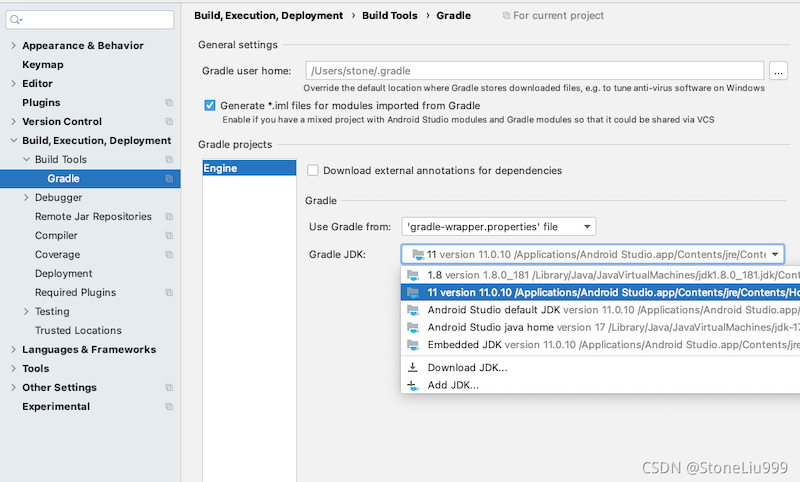 Build, Execution, Deployment › Build Tools › Gradle For current project
Appearance & Behavior
Keymap
Editor
Plugins
Version Control
Build, Execution, Deployment
Build Tools
Gradle
Debugger
Remote Jar Repositories
Compiler
Coverage
Deployment
Required Plugins
Testing
Trusted Locations
Languages & Frameworks
Tools
Other Settings
Experimental
General settings
Gradle user home: /Users/stone/.gradle ...
Override the default location where Gradle stores downloaded files, e.g. to tune anti-virus software on Windows
Generate *.iml files for modules imported from Gradle
Enable if you have a mixed project with Android Studio modules and Gradle modules so that it could be shared via VCS
Gradle projects
Engine
Download external annotations for dependencies
Gradle
Use Gradle from: 'gradle-wrapper.properties' file
Gradle JDK: 11 version 11.0.10 /Applications/Android Studio.app/Contents/jre/Conte
1.8 version 1.8.0_181 /Library/Java/JavaVirtualMachines/jdk1.8.0_181.jdk/Cont
11 version 11.0.10 /Applications/Android Studio.app/Contents/jre/Contents/Ho
Android Studio default JDK version 11.0.10 /Applications/Android Studio.app/
Android Studio java home version 17 /Library/Java/JavaVirtualMachines/jdk-17
Embedded JDK version 11.0.10 /Applications/Android Studio.app/Contents/jre
Download JDK...
Add JDK...
CSDN @StoneLiu999